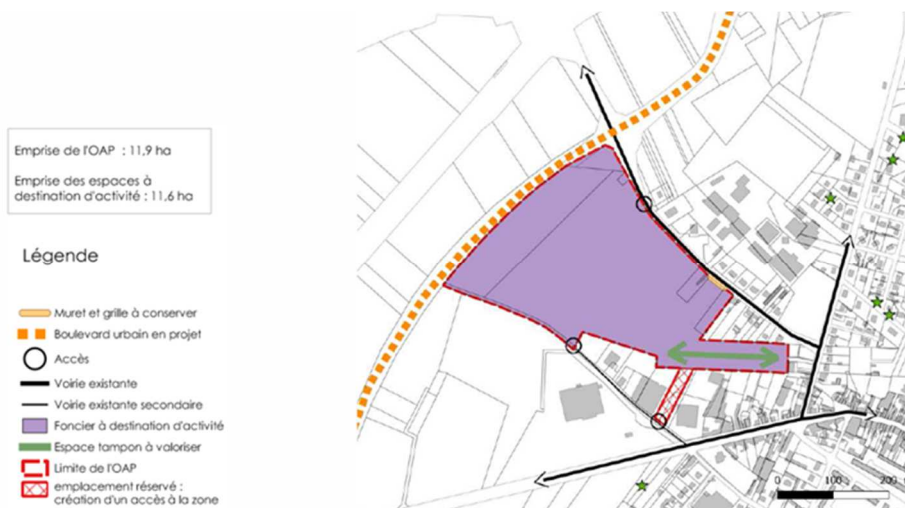 Emprise de l'OAP : 11,9 ha
Emprise des espaces à
destination d'activité : 11,6 ha
Légende
Muret et grille à conserver
Boulevard urbain en projet
Accès
Voirie existante
Voirie existante secondaire
Foncier à destination d'activité
Espace tampon à valoriser
Limite de l'OAP
emplacement réservé :
création d'un accès à la zone
0 100 200